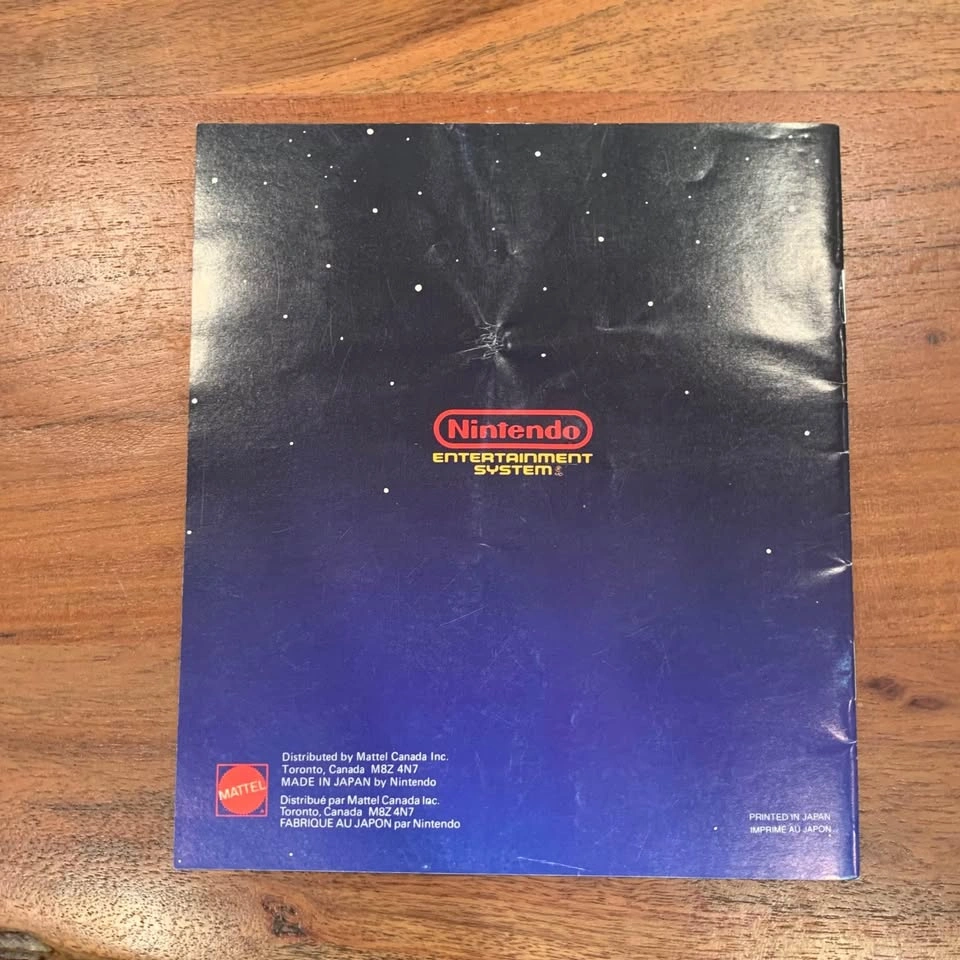 Nintendo
ENTERTAINMENT
SYSTEM
MATTEL
Distributed by Mattel Canada Inc.
Toronto, Canada M8Z 4N7
MADE IN JAPAN by Nintendo
Distribué par Mattel Canada Inc.
Toronto, Canada M8Z 4N7
FABRIQUE AU JAPON par Nintendo
PRINTED IN JAPAN
IMPRIMÉ AU JAPON